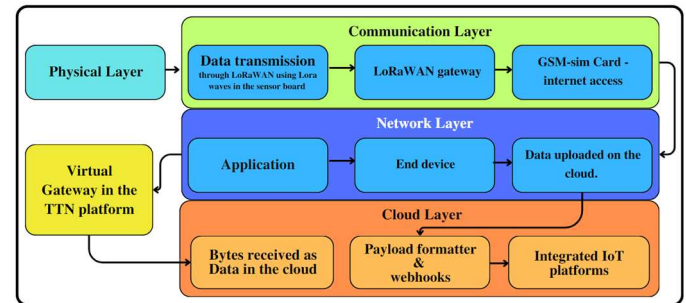 Communication Layer
Physical Layer
Data transmission
through LoRaWAN using Lora
waves in the sensor board
LoRaWAN gateway
GSM-sim Card -
internet access
Network Layer
Virtual
Gateway in the
TTN platform
Application
End device
Data uploaded on the
cloud.
Cloud Layer
Bytes received as
Data in the cloud
Payload formatter
&
webhooks
Integrated IoT
platforms